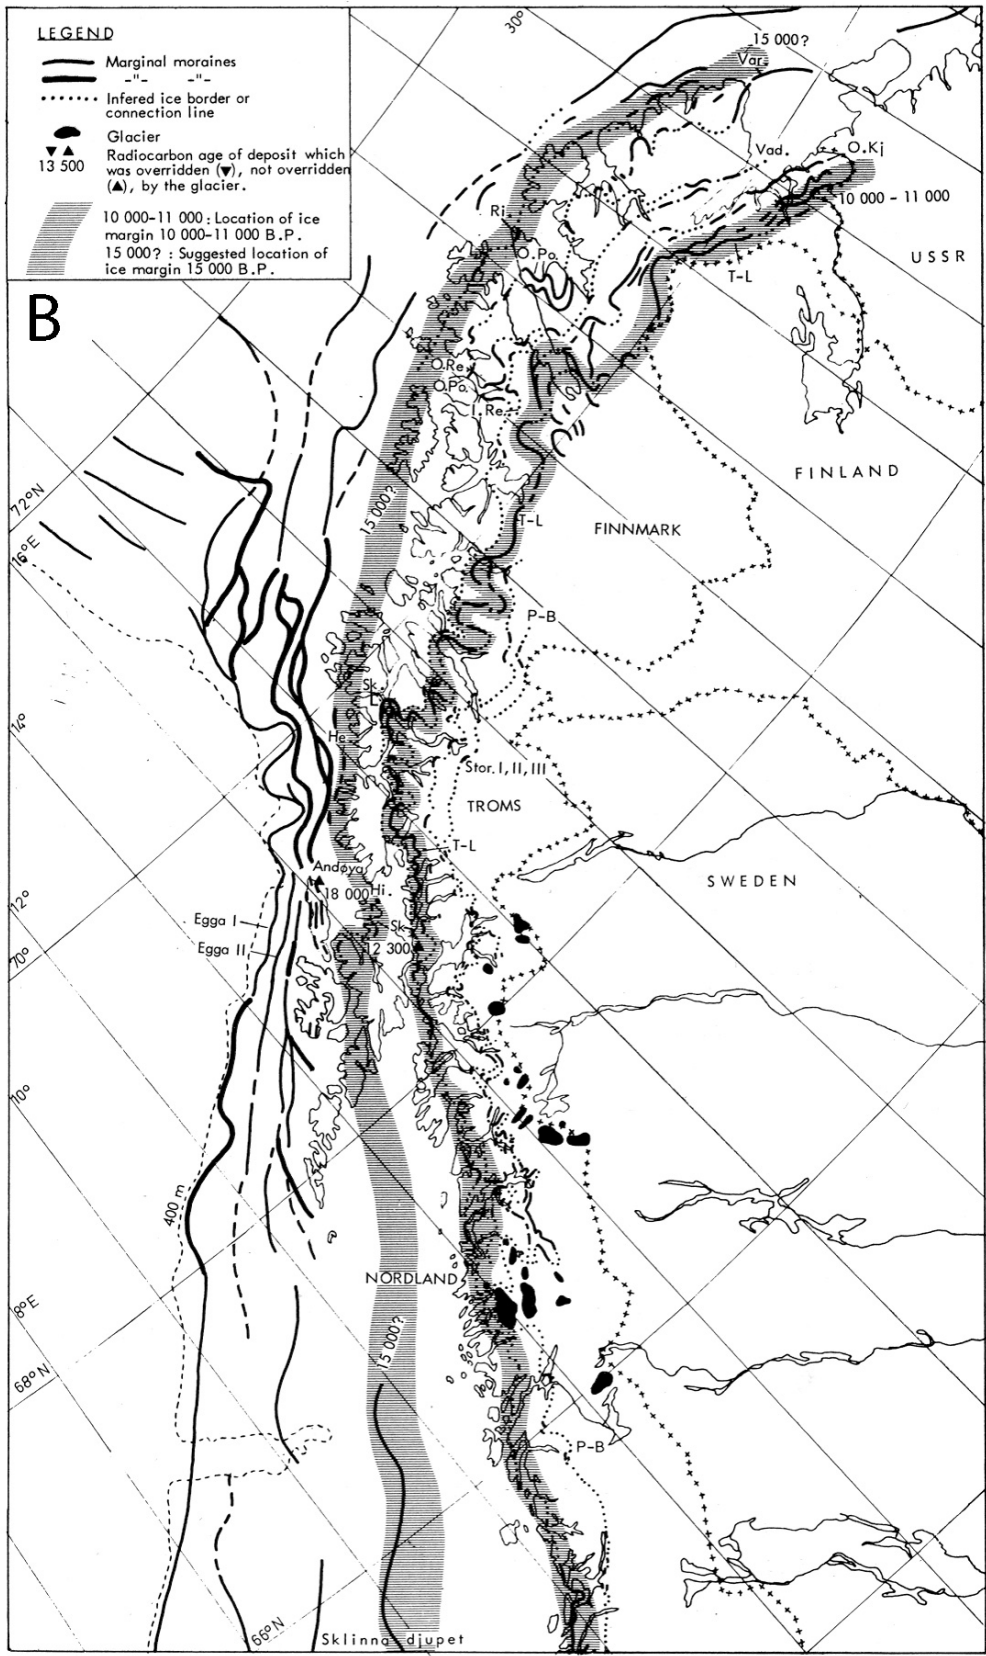 LEGEND
Marginal moraines
-"- -"-
Infered ice border or
connection line
Glacier
13 500
Radiocarbon age of deposit which
was overridden (▼), not overridden
(▲), by the glacier.
10 000-11 000: Location of ice
margin 10 000-11 000 B.P.
15 000? : Suggested location of
ice margin 15 000 B.P.
B
30°
15 000?
Var.
Vad.
O.Kj
10 000 - 11 000
USSR
T-L
Ri.
O.Po.
O.Re.
O.Po.
I.Re.
FINLAND
72°N
16°E
15 000?
T-L
FINNMARK
P-B
14°
Sk.
L
He.
Stor. I, II, III
TROMS
T-L
Andøya
18 000
Hi.
SWEDEN
12°
70°
Egga I
Egga II
Sk.
12 300
10°
400 m
8°E
NORDLAND
15 000?
68°N
P-B
66°N
Sklinna djupet